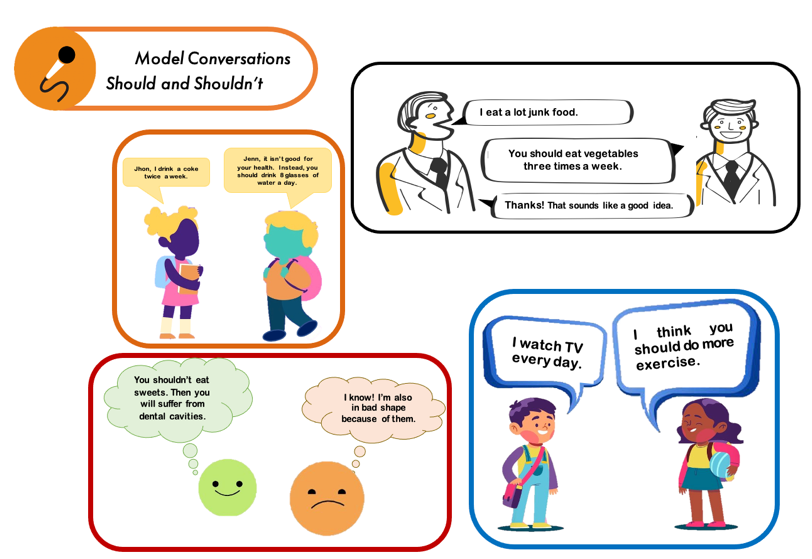 Model Conversations
Should and Shouldn't
I eat a lot junk food.
You should eat vegetables
three times a week.
Thanks! That sounds like a good idea.
Jhon, I drink a coke
twice a week.
Jenn, it isn't good for
your health. Instead, you
should drink 8 glasses of
water a day.
You shouldn't eat
sweets. Then you
will suffer from
dental cavities.
I know! I'm also
in bad shape
because of them.
I watch TV
every day.
I think you
should do more
exercise.